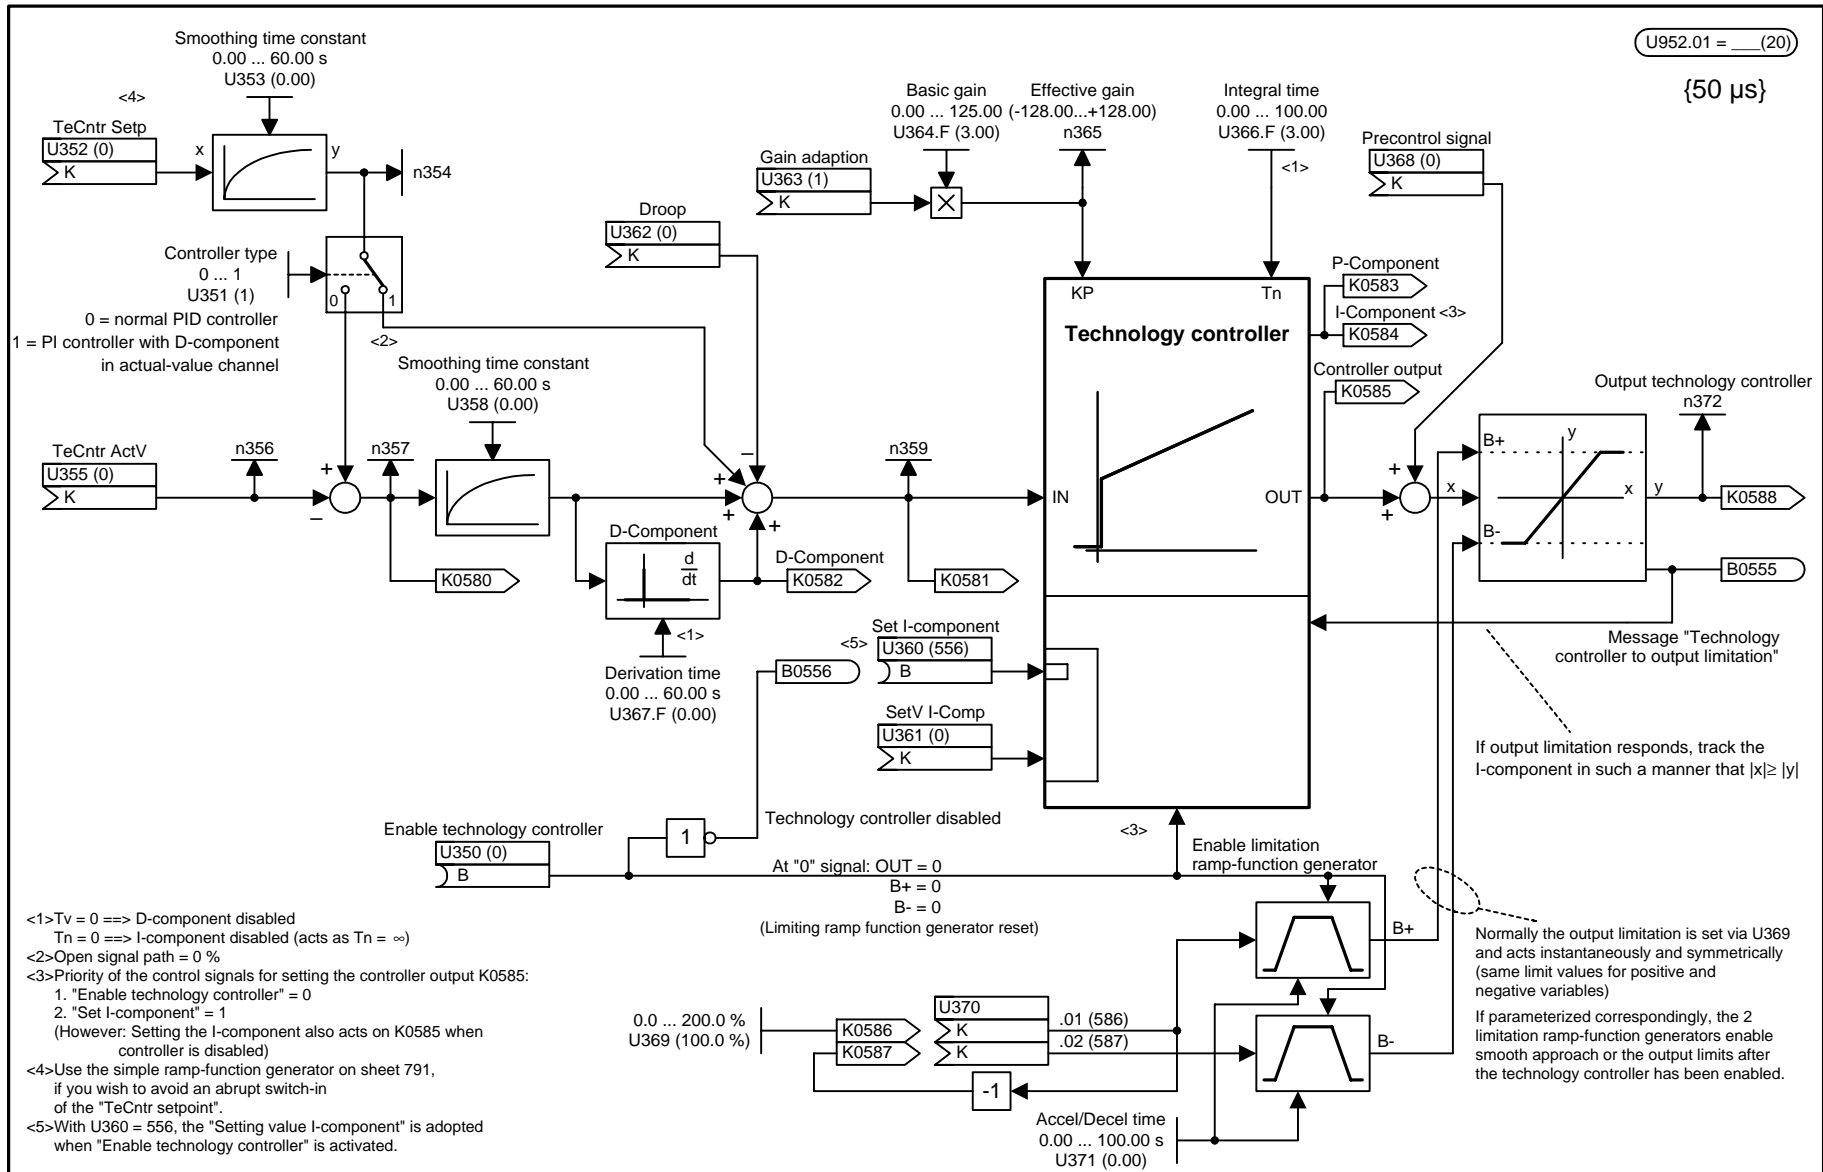 U952.01 = ___(20)
{50 µs}
Smoothing time constant
0.00 ... 60.00 s
U353 (0.00)
<4>
TeCntr Setp
U352 (0)
K
x
y
n354
Basic gain
0.00 ... 125.00
U364.F (3.00)
Effective gain
(-128.00...+128.00)
n365
Integral time
0.00 ... 100.00
U366.F (3.00)
<1>
Gain adaption
U363 (1)
K
Precontrol signal
U368 (0)
K
Droop
U362 (0)
K
Controller type
0 ... 1
U351 (1)
0
1
0 = normal PID controller
1 = PI controller with D-component
in actual-value channel
<2>
KP
Tn
Technology controller
IN
OUT
P-Component
K0583
I-Component <3>
K0584
Controller output
K0585
Output technology controller
n372
Smoothing time constant
0.00 ... 60.00 s
U358 (0.00)
TeCntr ActV
U355 (0)
K
n356
+
–
n357
K0580
–
+
+
+
n359
K0581
D-Component
d
dt
D-Component
K0582
<1>
Derivation time
0.00 ... 60.00 s
U367.F (0.00)
+
+
x
B+
B-
y
x
y
K0588
B0555
Message "Technology
controller to output limitation"
<5>
Set I-component
U360 (556)
B
B0556
SetV I-Comp
U361 (0)
K
If output limitation responds, track the
I-component in such a manner that |x|≥ |y|
Enable technology controller
U350 (0)
B
1
Technology controller disabled
<3>
At "0" signal: OUT = 0
B+ = 0
B- = 0
(Limiting ramp function generator reset)
Enable limitation
ramp-function generator
B+
B-
Normally the output limitation is set via U369
and acts instantaneously and symmetrically
(same limit values for positive and
negative variables)
If parameterized correspondingly, the 2
limitation ramp-function generators enable
smooth approach or the output limits after
the technology controller has been enabled.
0.0 ... 200.0 %
U369 (100.0 %)
K0586
K0587
U370
K
K
.01 (586)
.02 (587)
-1
Accel/Decel time
0.00 ... 100.00 s
U371 (0.00)
<1>Tv = 0 ==> D-component disabled
Tn = 0 ==> I-component disabled (acts as Tn = ∞)
<2>Open signal path = 0 %
<3>Priority of the control signals for setting the controller output K0585:
1. "Enable technology controller" = 0
2. "Set I-component" = 1
(However: Setting the I-component also acts on K0585 when
controller is disabled)
<4>Use the simple ramp-function generator on sheet 791,
if you wish to avoid an abrupt switch-in
of the "TeCntr setpoint".
<5>With U360 = 556, the "Setting value I-component" is adopted
when "Enable technology controller" is activated.